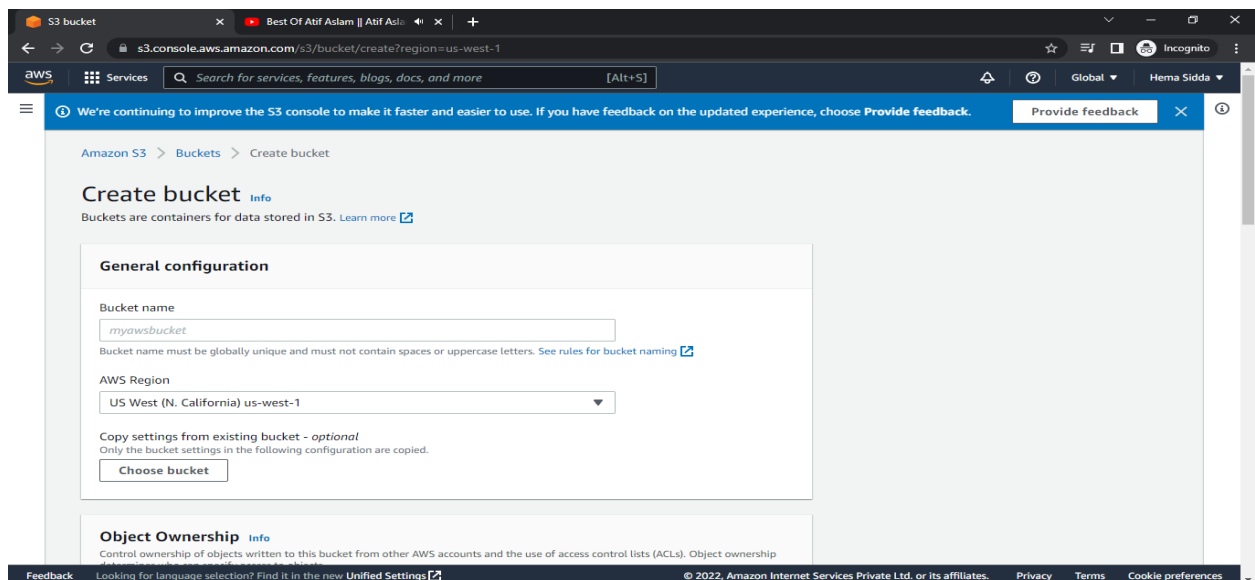 S3 bucket
Best Of Atif Aslam || Atif Asla
s3.console.aws.amazon.com/s3/bucket/create?region=us-west-1
Incognito
aws Services Search for services, features, blogs, docs, and more [Alt+S] Global Hema Sidda
We're continuing to improve the S3 console to make it faster and easier to use. If you have feedback on the updated experience, choose Provide feedback. Provide feedback
Amazon S3 > Buckets > Create bucket
Create bucket Info
Buckets are containers for data stored in S3. Learn more
General configuration
Bucket name
myawsbucket
Bucket name must be globally unique and must not contain spaces or uppercase letters. See rules for bucket naming
AWS Region
US West (N. California) us-west-1
Copy settings from existing bucket - optional
Only the bucket settings in the following configuration are copied.
Choose bucket
Object Ownership Info
Control ownership of objects written to this bucket from other AWS accounts and the use of access control lists (ACLs). Object ownership
Feedback Looking for language selection? Find it in the new Unified Settings © 2022, Amazon Internet Services Private Ltd. or its affiliates. Privacy Terms Cookie preferences